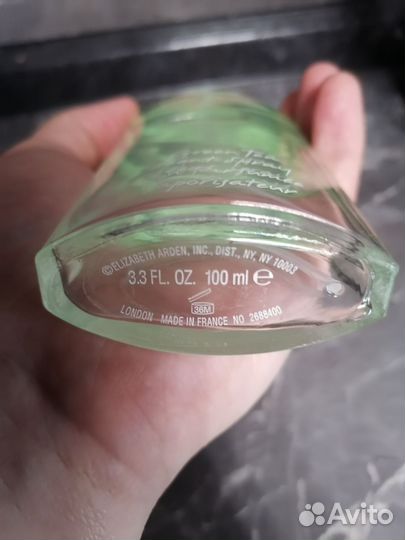 Green Tea
scent spray
parfumée
vaporisateur
©ELIZABETH ARDEN, INC., DIST., NY, NY 10003
3.3 FL. OZ. 100 ml ℮
36M
LONDON MADE IN FRANCE NO 2688400
Avito